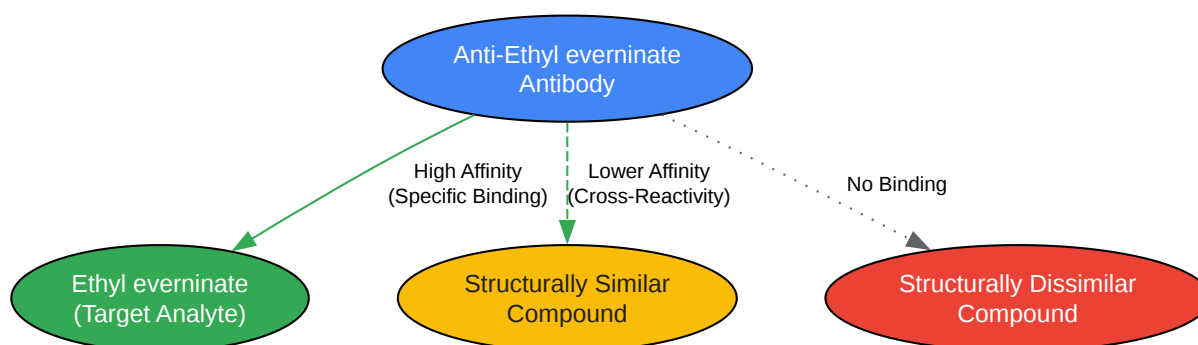 Anti-Ethyl everninate
Antibody
High Affinity
(Specific Binding)
Lower Affinity
(Cross-Reactivity)
No Binding
Ethyl everninate
(Target Analyte)
Structurally Similar
Compound
Structurally Dissimilar
Compound